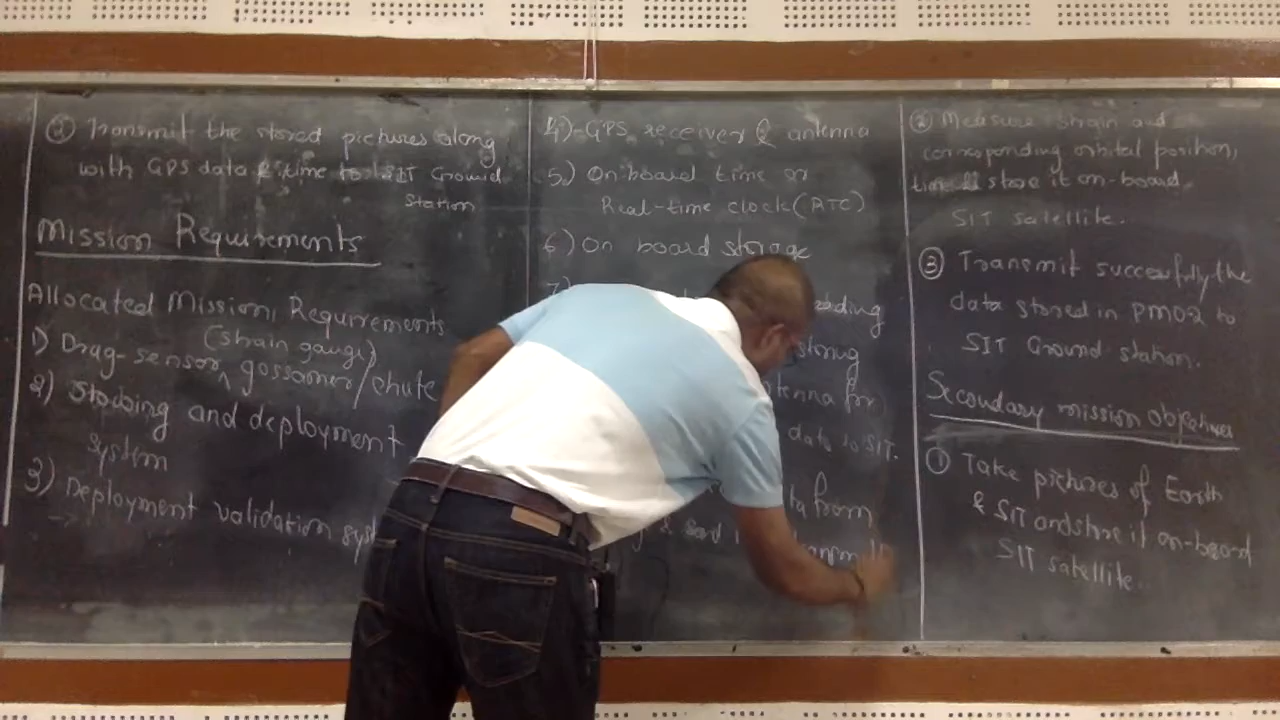 ② Transmit the stored pictures along
with GPS data & time to SIT Ground
station
Mission Requirements
Allocated Mission Requirements
1) Drag-sensor, gossamer/chute
(strain gauge)
2) Stowing and deployment
system
3) Deployment validation
4) GPS receiver & antenna
5) On board time or
Real-time clock (RTC)
6) On board storage
7)
antenna for
data to SIT.
from
② Measure strain and
corresponding orbital position,
time & store it on-board
SIT satellite.
③ Transmit successfully the
data stored in PM02 to
SIT Ground station.
Secondary mission objectives
① Take pictures of Earth
& SIT and store it on-board
SIT satellite.